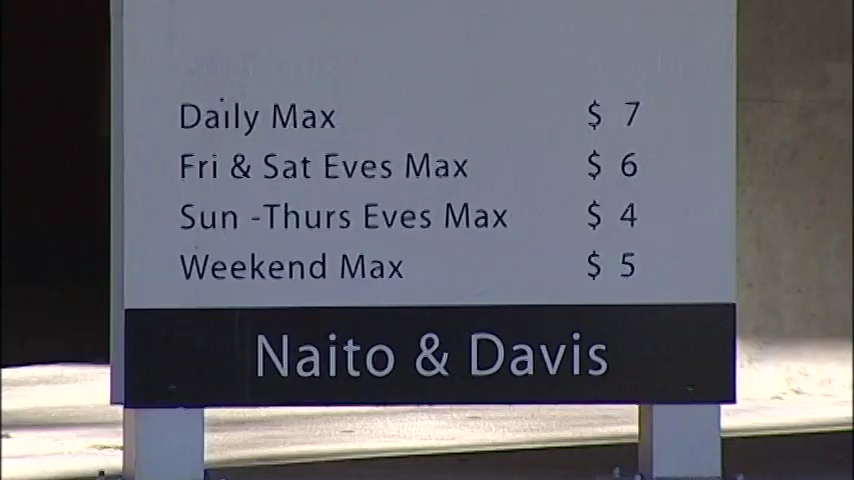 Daily Max $ 7
Fri & Sat Eves Max $ 6
Sun -Thurs Eves Max $ 4
Weekend Max $ 5
Naito & Davis